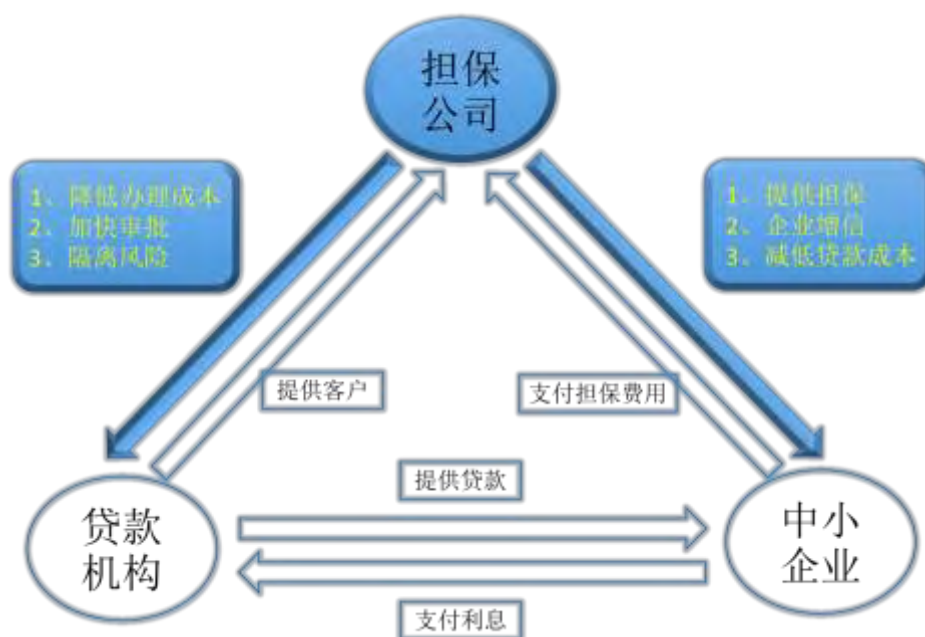 担保
公司
1、降低办理成本
2、加快审批
3、隔离风险
1、提供担保
2、企业增信
3、减低贷款成本
提供客户
支付担保费用
提供贷款
贷款
机构
中小
企业
支付利息